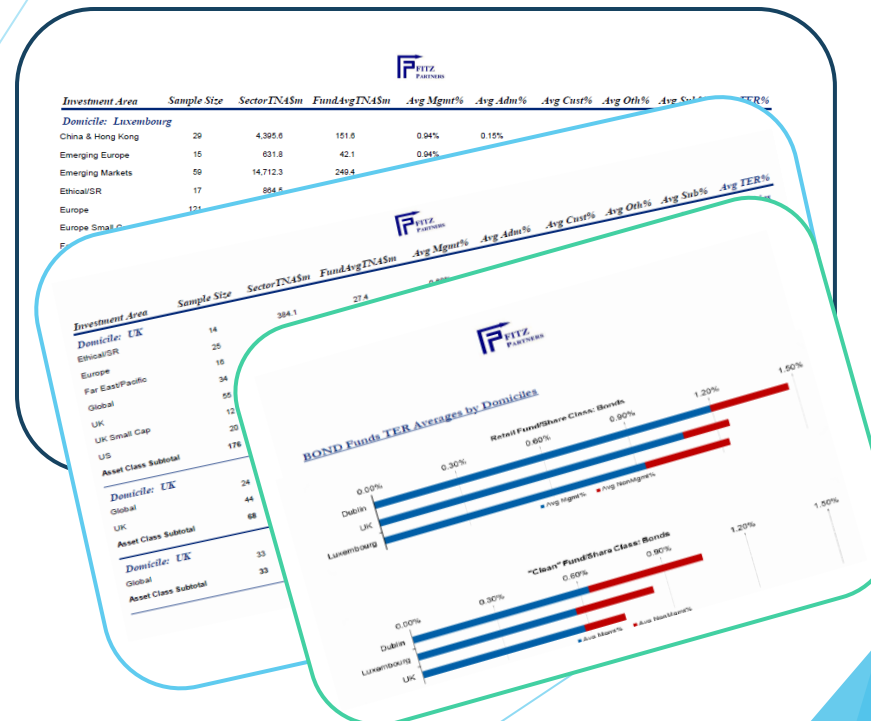 FITZ
PARTNERS
Investment Area Sample Size SectorTNA$m FundAvgTNA$m Avg Mgmt% Avg Adm% Avg Cust% Avg Oth%
Domicile: Luxembourg
China & Hong Kong 29 4,395.6 151.6 0.94% 0.15%
Emerging Europe 15 631.8 42.1 0.94%
Emerging Markets 59 14,712.3 249.4
Ethical/SR 17 864.5
Europe 121
Europe Small
FITZ
PARTNERS
Investment Area Sample Size SectorTNA$m FundAvgTNA$m Avg Mgmt% Avg Adm% Avg Cust% Avg Oth% Avg Sub% Avg TER%
Domicile: UK
Ethical/SR 14 384.1 27.4
Europe 25
Far East/Pacific 16
Global 34
UK 55
UK Small Cap 12
US 20
Asset Class Subtotal 176
Domicile: UK
Global 24
UK 44
Asset Class Subtotal 68
Domicile: UK
Global 33
Asset Class Subtotal 33
FITZ
PARTNERS
BOND Funds TER Averages by Domiciles
Retail Fund/Share Class: Bonds
0.00% 0.30% 0.60% 0.90% 1.20% 1.50%
Dublin
UK
Luxembourg
Avg Mgmt% Avg NonMgmt%
"Clean" Fund/Share Class: Bonds
0.00% 0.30% 0.60% 0.90% 1.20% 1.50%
Dublin
Luxembourg
UK
Avg Mgmt% Avg NonMgmt%